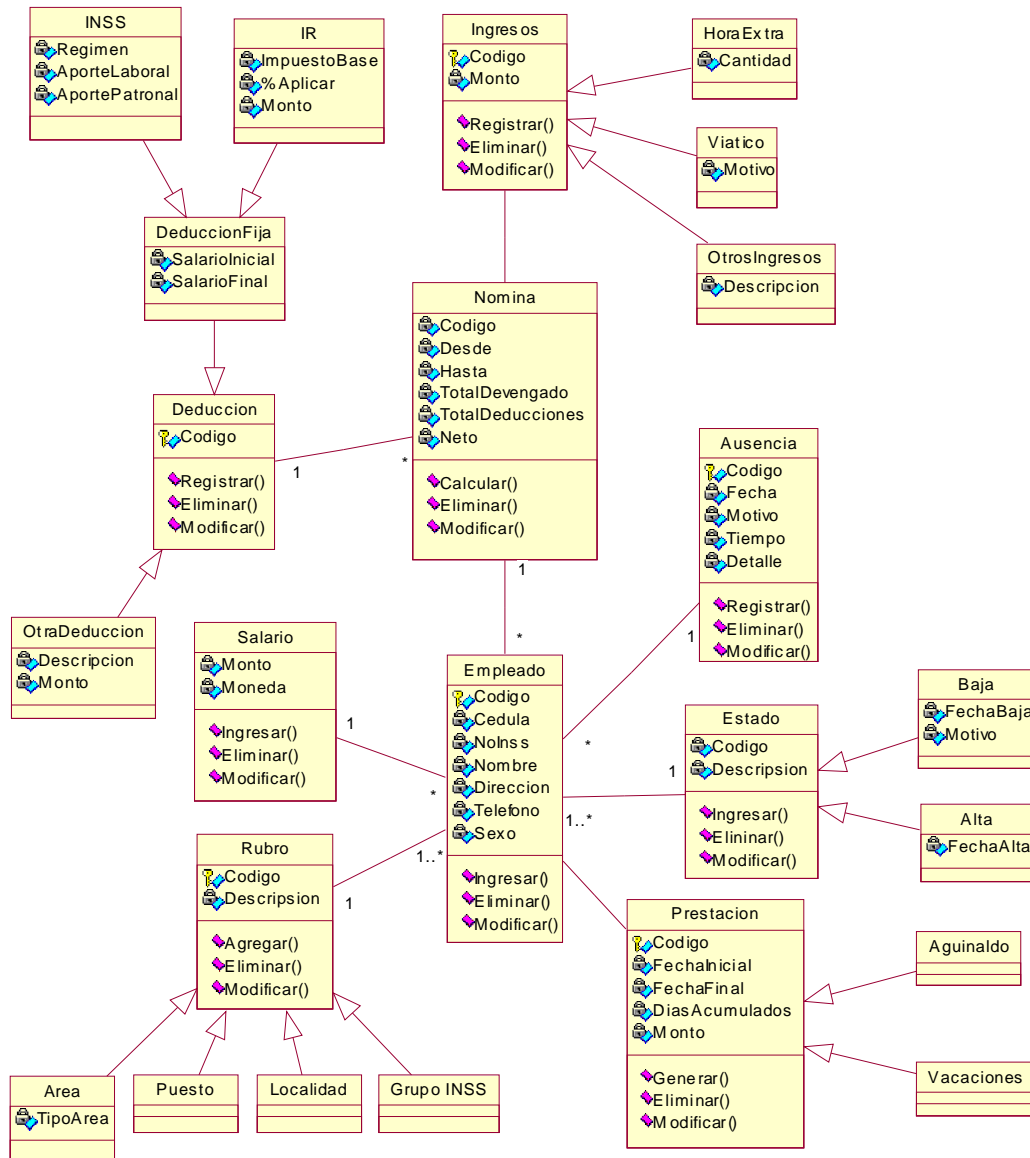 INSS
Regimen
AporteLaboral
AportePatronal
IR
ImpuestoBase
%Aplicar
Monto
Ingresos
Codigo
Monto
Registrar()
Eliminar()
Modificar()
HoraExtra
Cantidad
Viatico
Motivo
OtrosIngresos
Descripcion
DeduccionFija
SalarioInicial
SalarioFinal
Nomina
Codigo
Desde
Hasta
TotalDevengado
TotalDeducciones
Neto
Calcular()
Eliminar()
Modificar()
Deduccion
Codigo
Registrar()
Eliminar()
Modificar()
1
*
1
*
Ausencia
Codigo
Fecha
Motivo
Tiempo
Detalle
Registrar()
Eliminar()
Modificar()
1
*
OtraDeduccion
Descripcion
Monto
Salario
Monto
Moneda
Ingresar()
Eliminar()
Modificar()
1
*
Empleado
Codigo
Cedula
NoInss
Nombre
Direccion
Telefono
Sexo
Ingresar()
Eliminar()
Modificar()
Estado
Codigo
Descripsion
Ingresar()
Elininar()
Modificar()
1
1..*
Baja
FechaBaja
Motivo
Alta
FechaAlta
Rubro
Codigo
Descripsion
Agregar()
Eliminar()
Modificar()
1..*
1
Prestacion
Codigo
FechaInicial
FechaFinal
DiasAcumulados
Monto
Generar()
Eliminar()
Modificar()
Aguinaldo
Vacaciones
Area
TipoArea
Puesto
Localidad
Grupo INSS